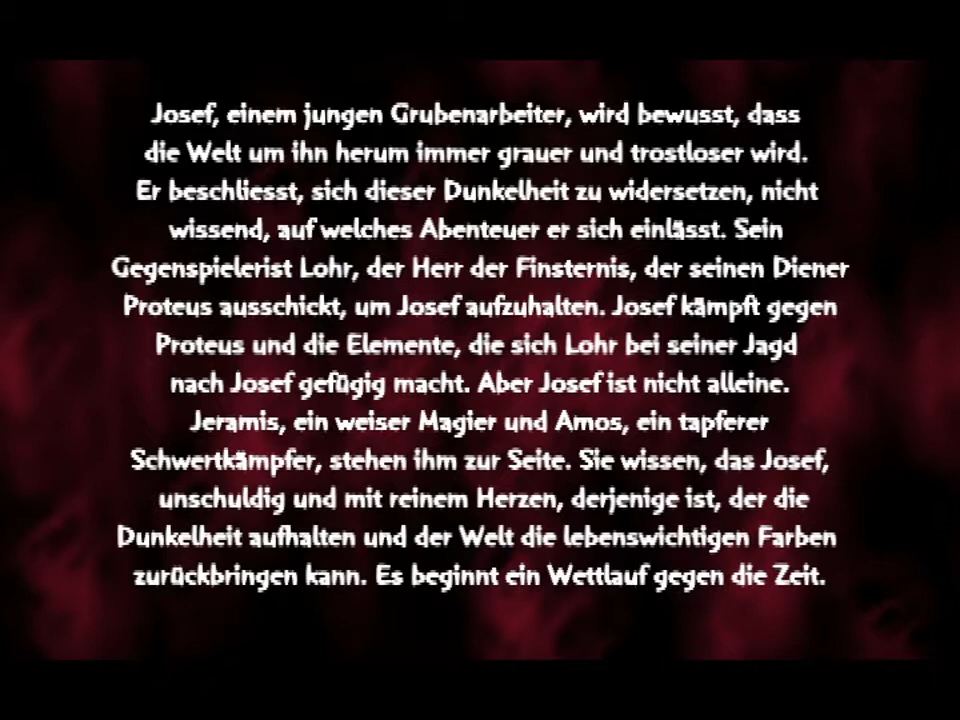 Josef, einem jungen Grubenarbeiter, wird bewusst, dass
die Welt um ihn herum immer grauer und trostloser wird.
Er beschliesst, sich dieser Dunkelheit zu widersetzen, nicht
wissend, auf welches Abenteuer er sich einlässt. Sein
Gegenspielerist Lohr, der Herr der Finsternis, der seinen Diener
Proteus ausschickt, um Josef aufzuhalten. Josef kämpft gegen
Proteus und die Elemente, die sich Lohr bei seiner Jagd
nach Josef gefügig macht. Aber Josef ist nicht alleine.
Jeramis, ein weiser Magier und Amos, ein tapferer
Schwertkämpfer, stehen ihm zur Seite. Sie wissen, das Josef,
unschuldig und mit reinem Herzen, derjenige ist, der die
Dunkelheit aufhalten und der Welt die lebenswichtigen Farben
zurückbringen kann. Es beginnt ein Wettlauf gegen die Zeit.